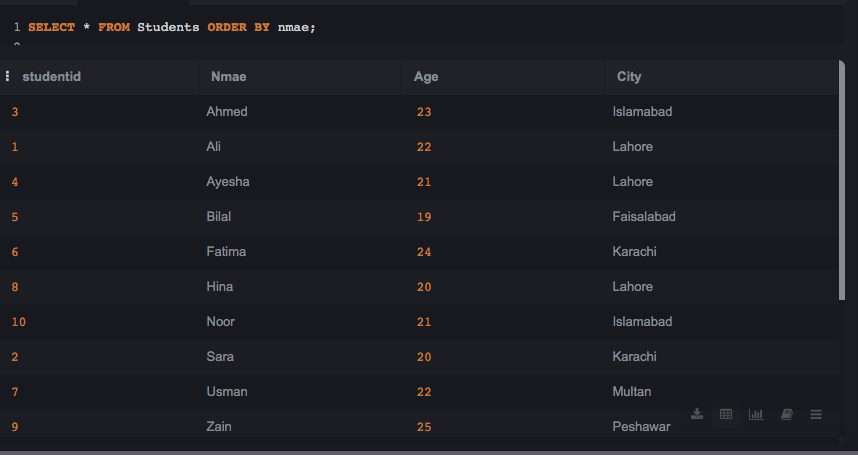 1 SELECT * FROM Students ORDER BY nmae;
studentid Nmae Age City
3 Ahmed 23 Islamabad
1 Ali 22 Lahore
4 Ayesha 21 Lahore
5 Bilal 19 Faisalabad
6 Fatima 24 Karachi
8 Hina 20 Lahore
10 Noor 21 Islamabad
2 Sara 20 Karachi
7 Usman 22 Multan
9 Zain 25 Peshawar